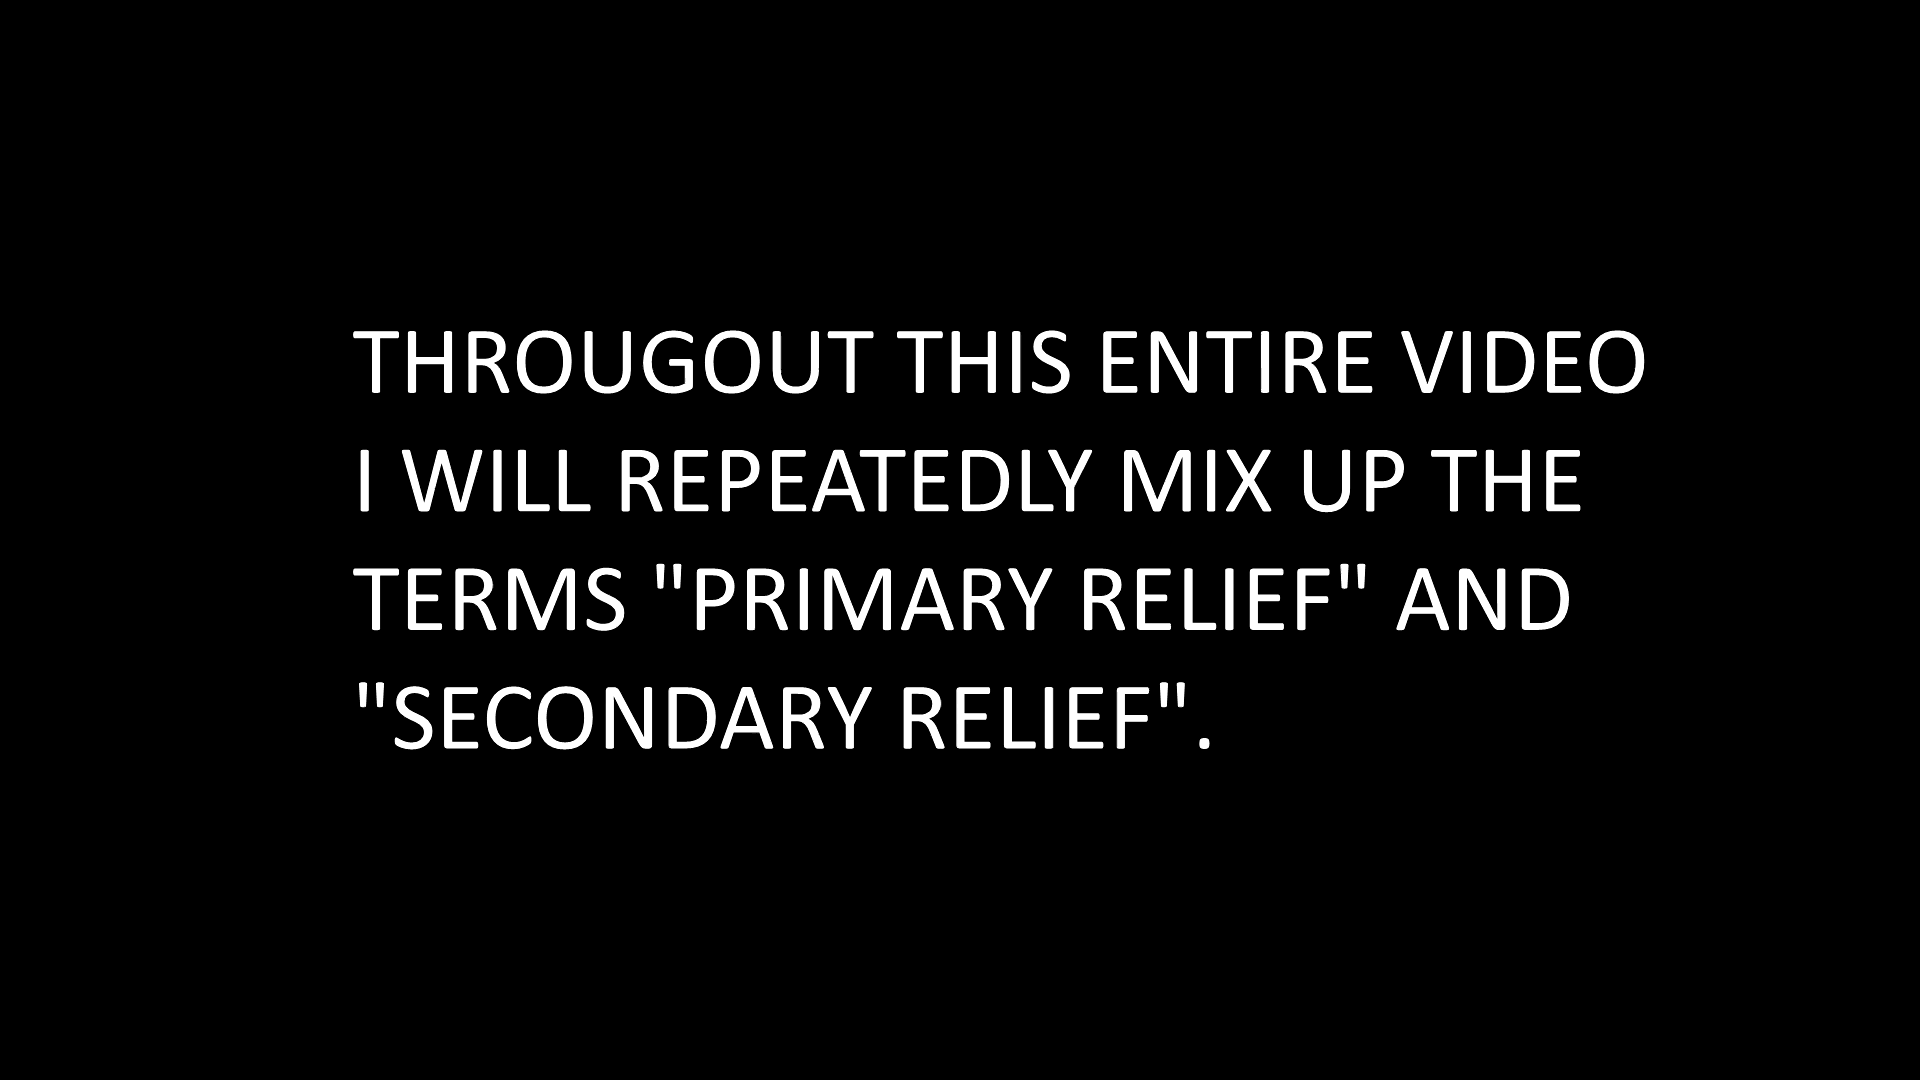 THROUGOUT THIS ENTIRE VIDEO
I WILL REPEATEDLY MIX UP THE
TERMS "PRIMARY RELIEF" AND
"SECONDARY RELIEF".